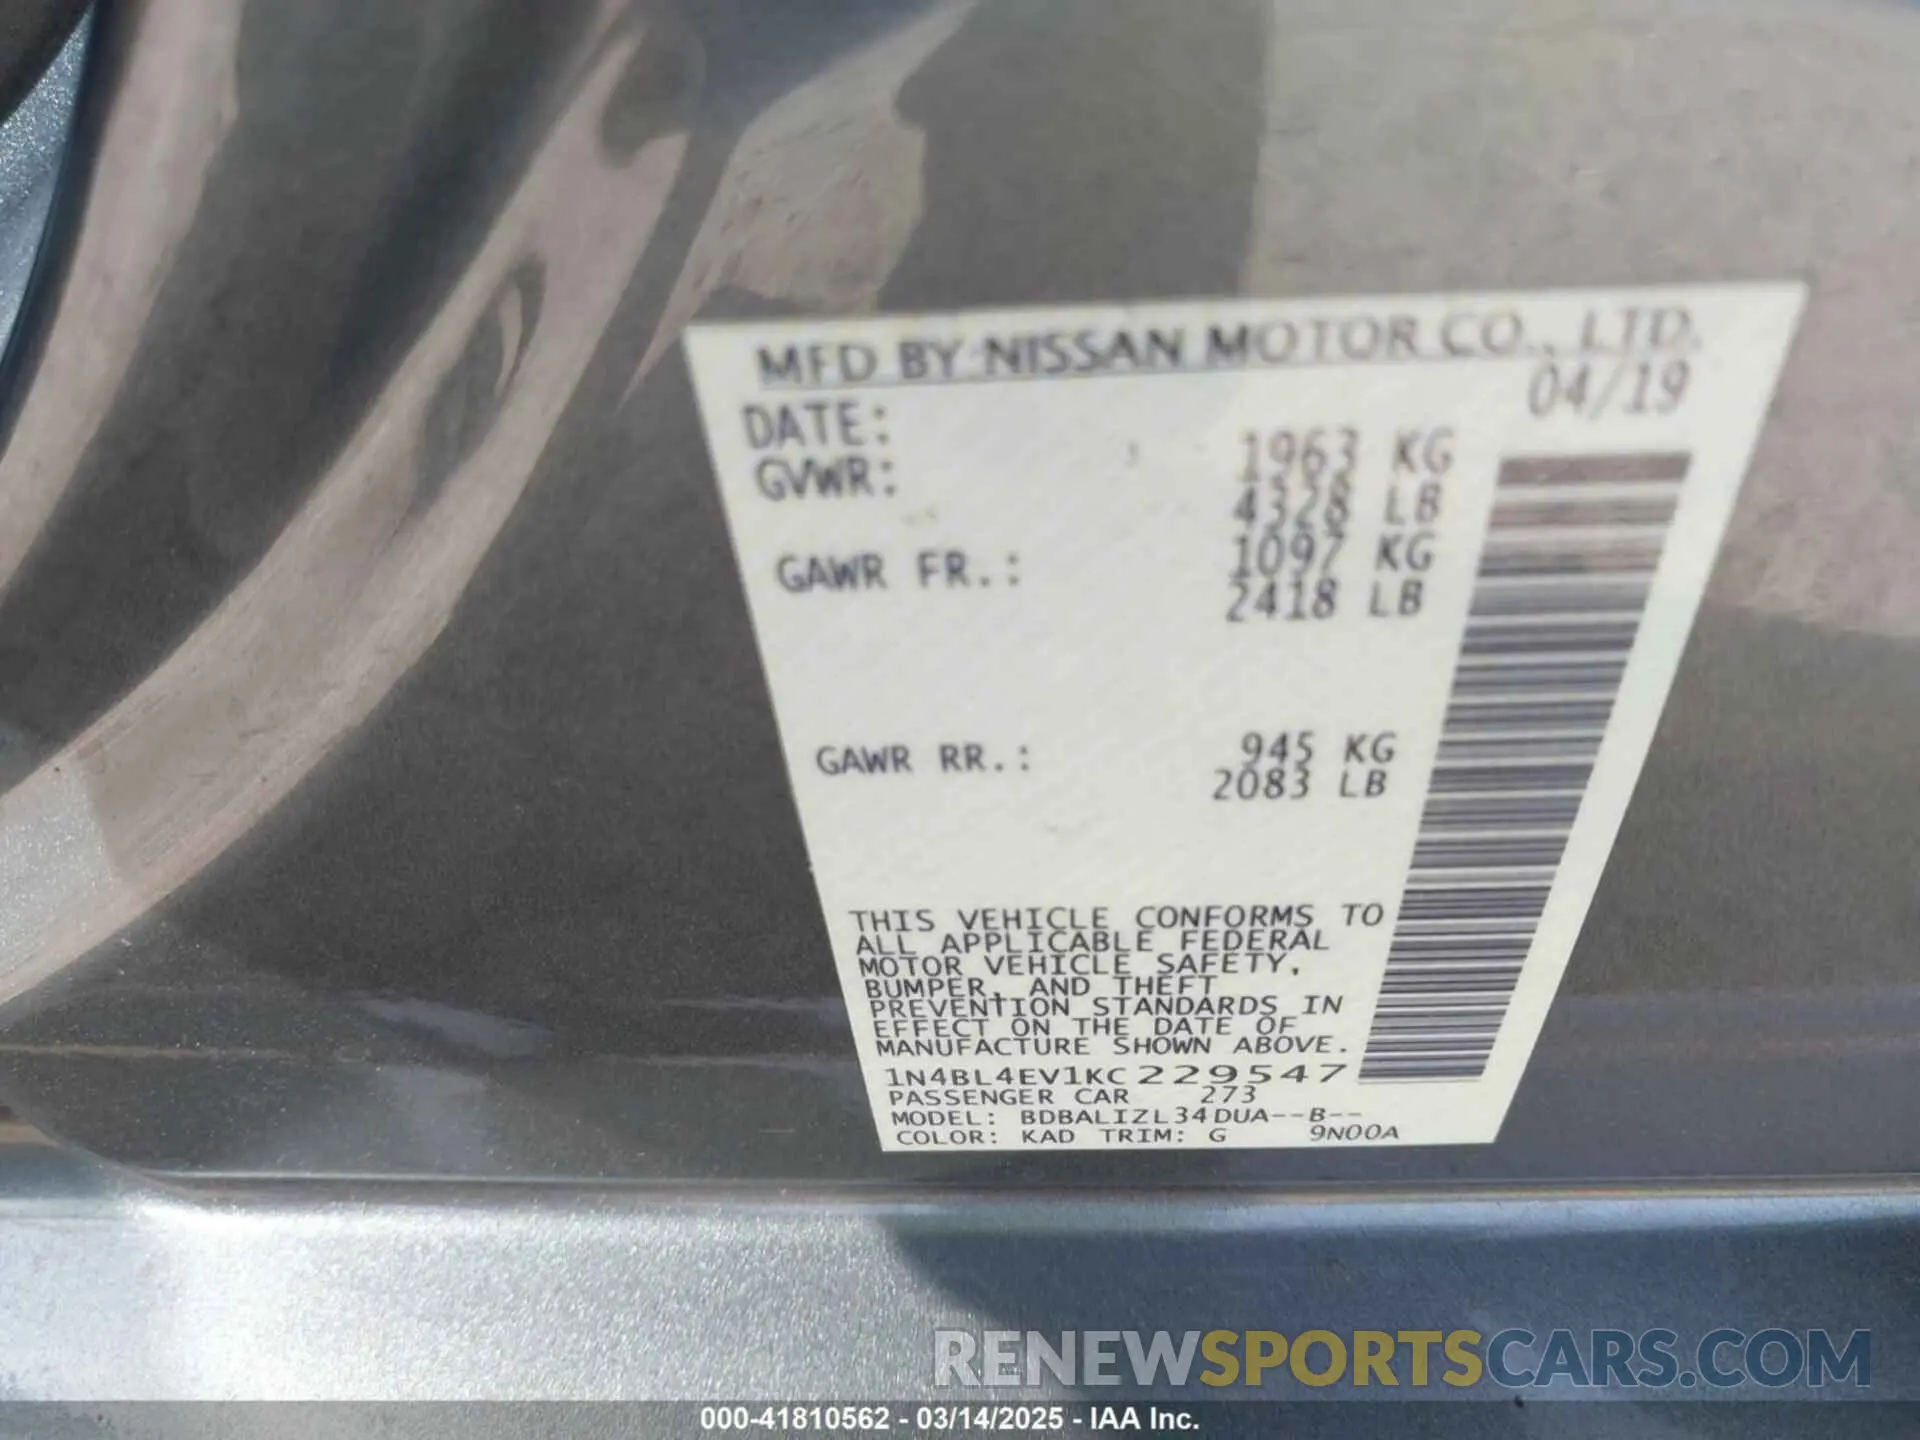 MFD BY NISSAN MOTOR CO., LTD.
DATE: 04/19
GVWR: 1963 KG
4328 LB
GAWR FR.: 1097 KG
2418 LB
GAWR RR.: 945 KG
2083 LB
THIS VEHICLE CONFORMS TO
ALL APPLICABLE FEDERAL
MOTOR VEHICLE SAFETY,
BUMPER, AND THEFT
PREVENTION STANDARDS IN
EFFECT ON THE DATE OF
MANUFACTURE SHOWN ABOVE.
1N4BL4EV1KC229547
PASSENGER CAR 273
MODEL: BDBALIZL34DUA--B--
COLOR: KAD TRIM: G 9N00A
RENEWSPORTSCARS.COM
000-41810562 - 03/14/2025 - IAA Inc.